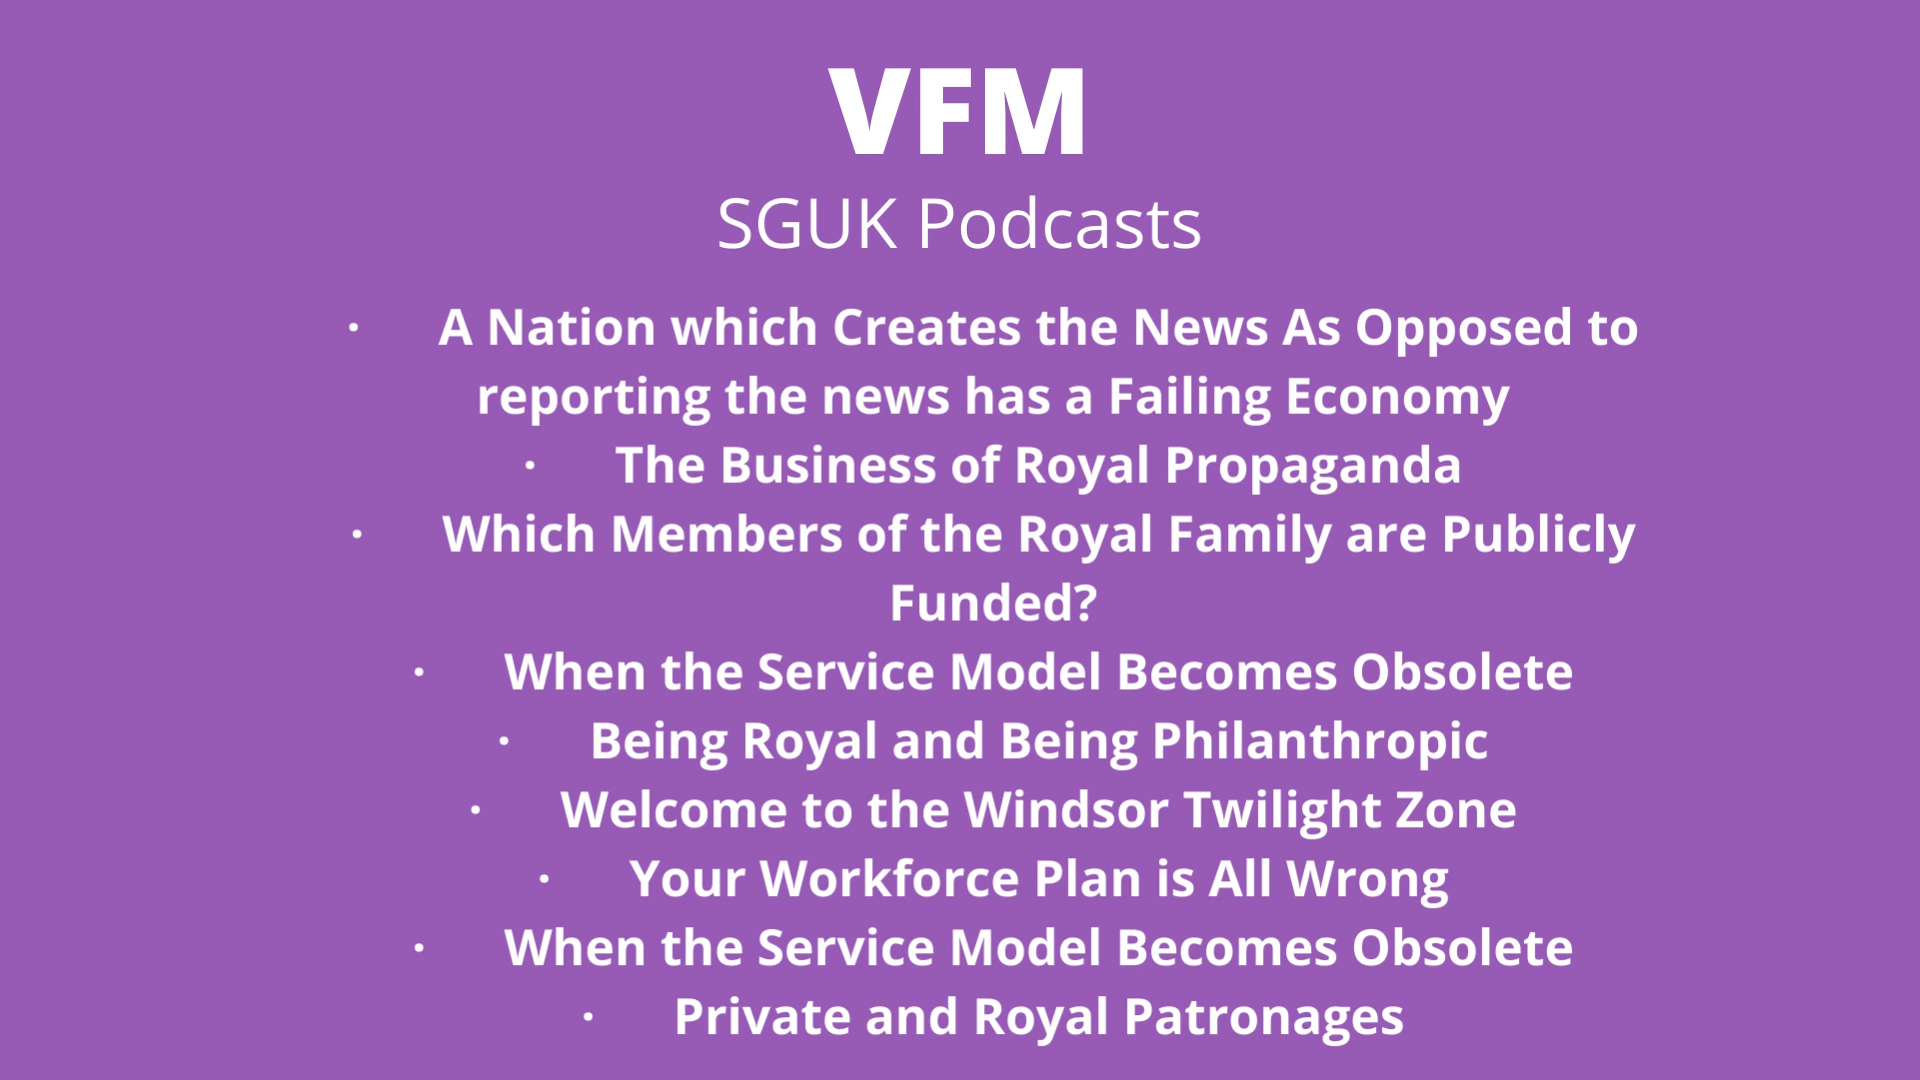 VFM
SGUK Podcasts
· A Nation which Creates the News As Opposed to
reporting the news has a Failing Economy
· The Business of Royal Propaganda
· Which Members of the Royal Family are Publicly
Funded?
· When the Service Model Becomes Obsolete
· Being Royal and Being Philanthropic
· Welcome to the Windsor Twilight Zone
· Your Workforce Plan is All Wrong
· When the Service Model Becomes Obsolete
· Private and Royal Patronages